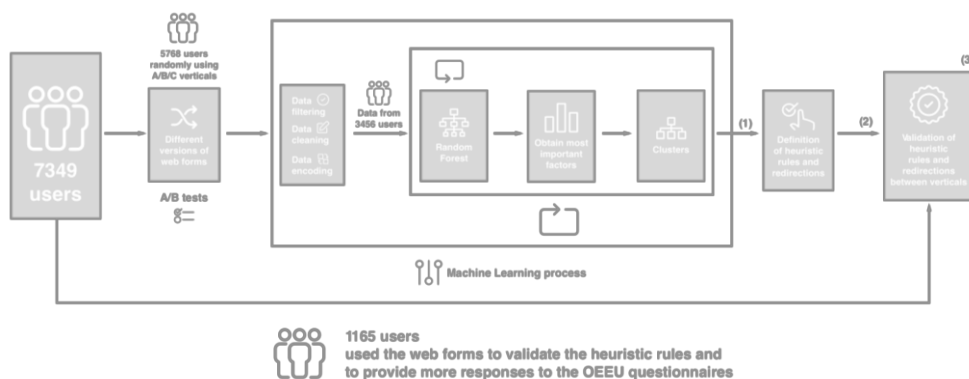 5768 users
randomly using
A/B/C verticals
7349
users
Different
versions of
web forms
A/B tests
Data
filtering
Data
cleaning
Data
encoding
Data from
3456 users
Random
Forest
Obtain most
important
factors
Clusters
(1)
Definition
of heuristic
rules and
redirections
(2)
Validation of
heuristic
rules and
redirections
between verticals
(3
Machine Learning process
1165 users
used the web forms to validate the heuristic rules and
to provide more responses to the OEEU questionnaires